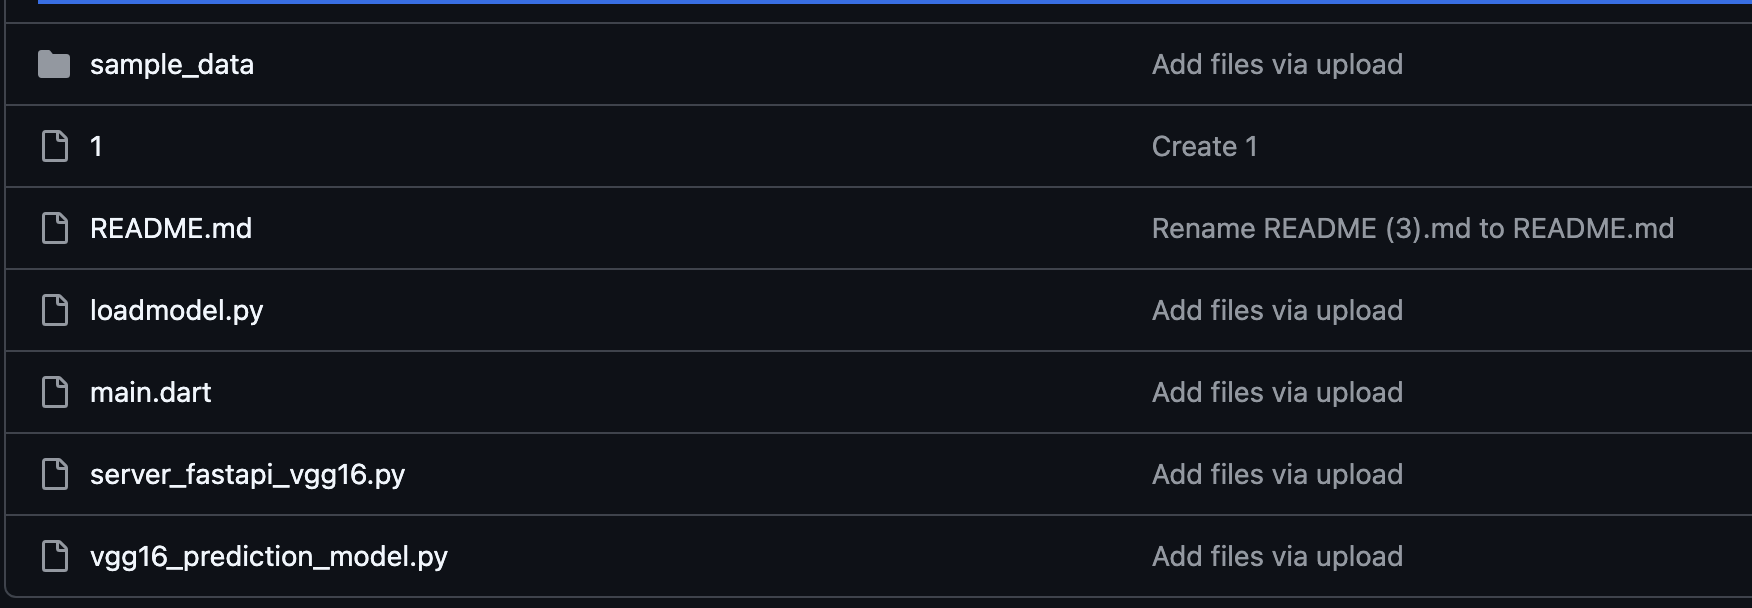 sample_data Add files via upload
1 Create 1
README.md Rename README (3).md to README.md
loadmodel.py Add files via upload
main.dart Add files via upload
server_fastapi_vgg16.py Add files via upload
vgg16_prediction_model.py Add files via upload